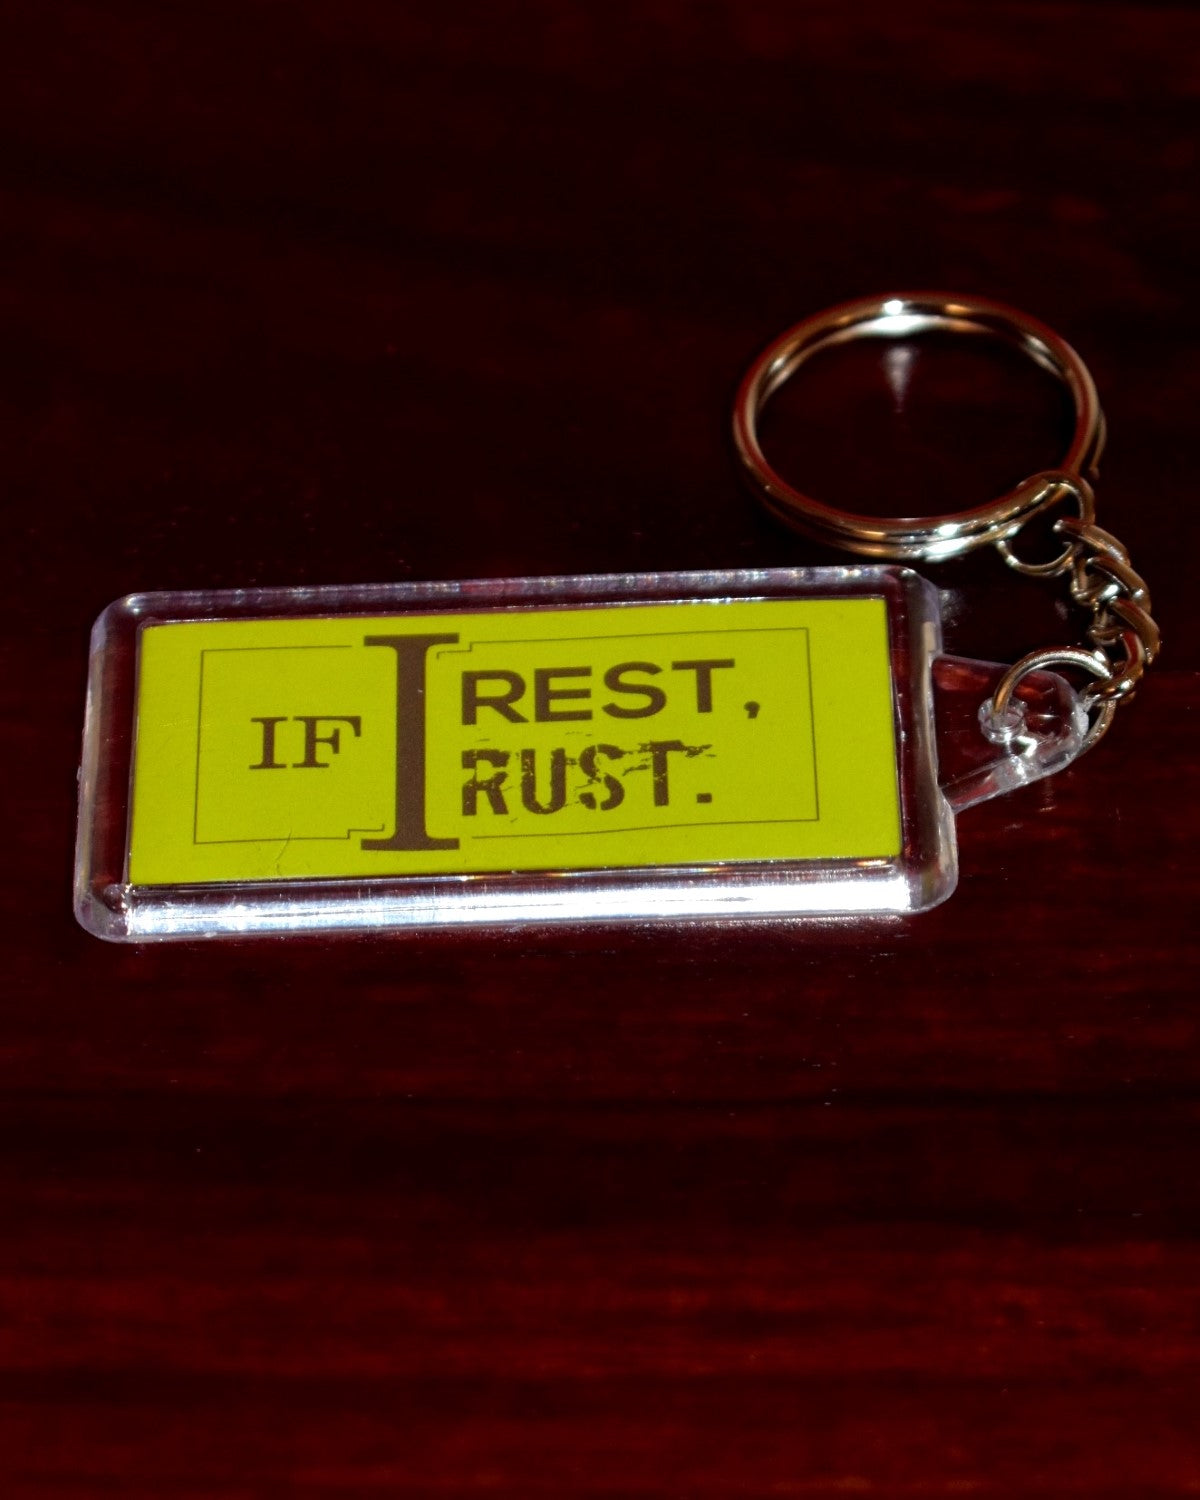 IF I REST,
RUST.